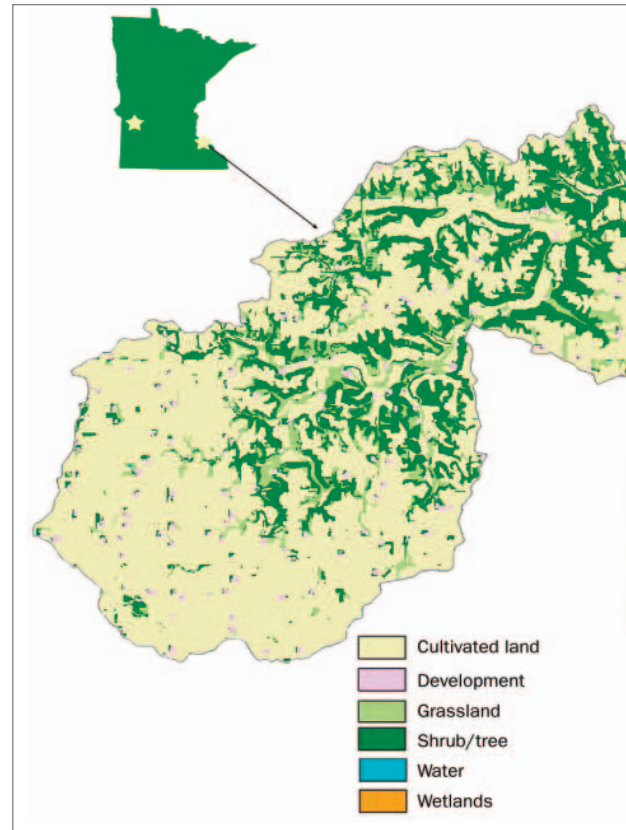 Cultivated land
Development
Grassland
Shrub/tree
Water
Wetlands